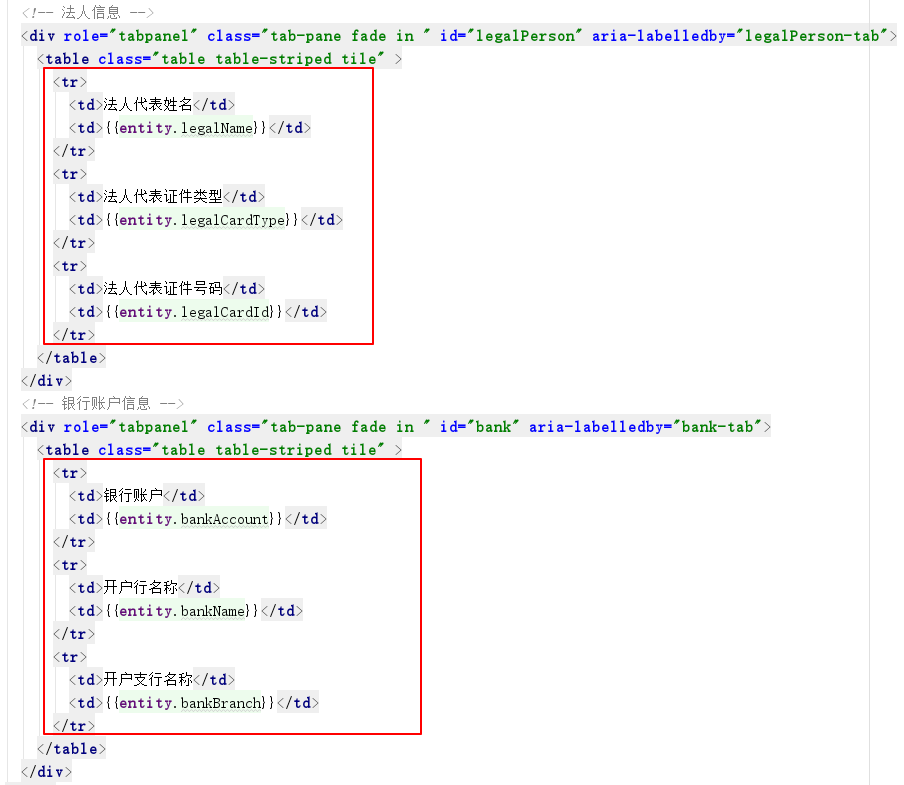 <!-- 法人信息 -->
<div role="tabpanel" class="tab-pane fade in " id="legalPerson" aria-labelledby="legalPerson-tab">
<table class="table table-striped tile" >
<tr>
<td>法人代表姓名</td>
<td>{{entity.legalName}}</td>
</tr>
<tr>
<td>法人代表证件类型</td>
<td>{{entity.legalCardType}}</td>
</tr>
<tr>
<td>法人代表证件号码</td>
<td>{{entity.legalCardId}}</td>
</tr>
</table>
</div>
<!-- 银行账户信息 -->
<div role="tabpanel" class="tab-pane fade in " id="bank" aria-labelledby="bank-tab">
<table class="table table-striped tile" >
<tr>
<td>银行账户</td>
<td>{{entity.bankAccount}}</td>
</tr>
<tr>
<td>开户行名称</td>
<td>{{entity.bankName}}</td>
</tr>
<tr>
<td>开户支行名称</td>
<td>{{entity.bankBranch}}</td>
</tr>
</table>
</div>